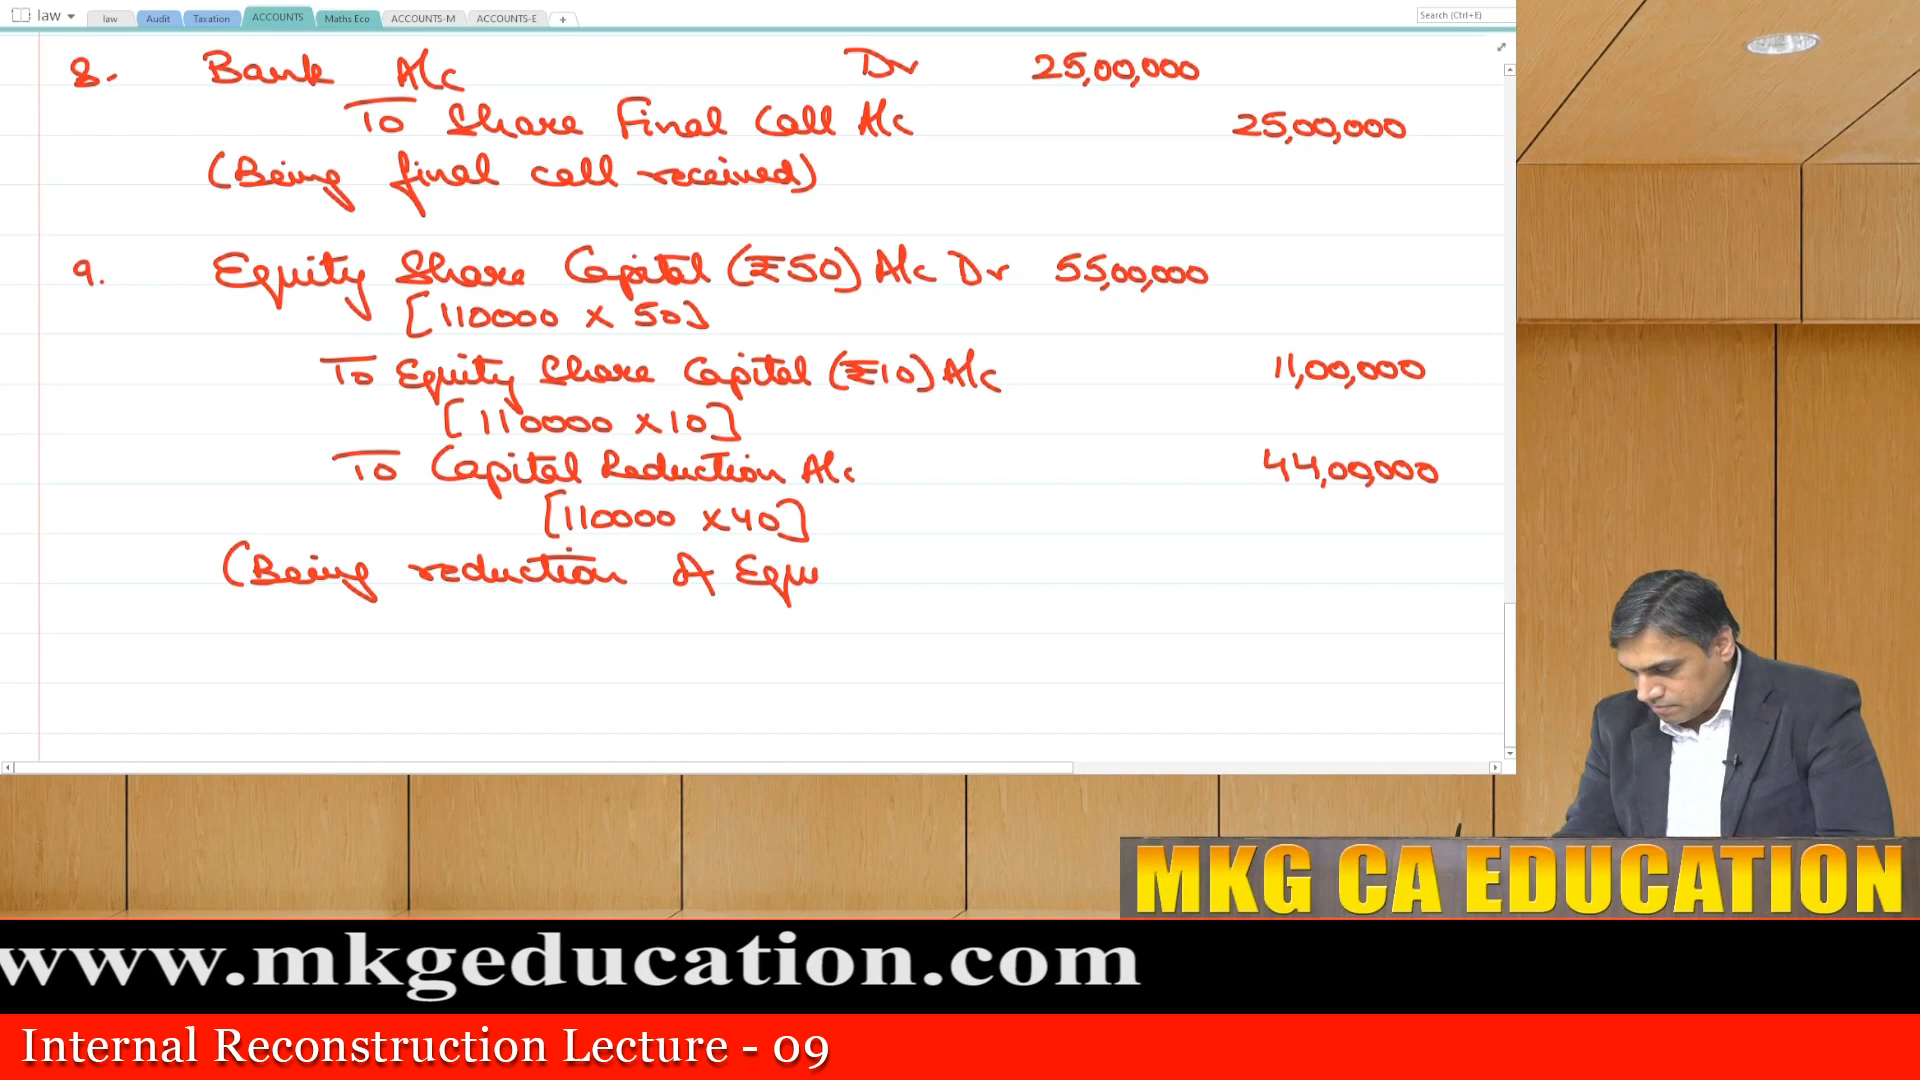 law
law Audit Taxation ACCOUNTS Maths Eco ACCOUNTS-M ACCOUNTS-E +
Search (Ctrl+E)
8. Bank A/c Dr 25,00,000
To Share Final Call A/c 25,00,000
(Being final call received)
9. Equity Share Capital (₹50) A/c Dr 55,00,000
[110000 x 50]
To Equity Share Capital (₹10) A/c 11,00,000
[110000 x 10]
To Capital Reduction A/c 44,00,000
[110000 x 40]
(Being reduction of Equ
MKG CA EDUCATION
www.mkgeducation.com
Internal Reconstruction Lecture - 09